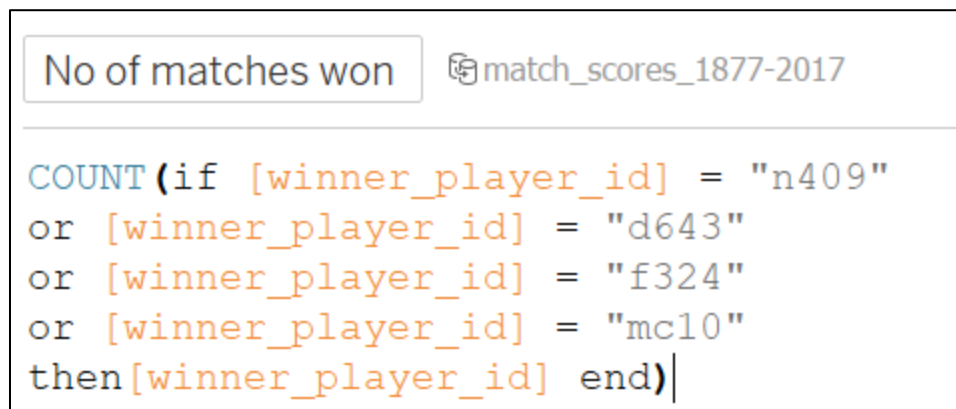 No of matches won match_scores_1877-2017
COUNT(if [winner_player_id] = "n409"
or [winner_player_id] = "d643"
or [winner_player_id] = "f324"
or [winner_player_id] = "mc10"
then[winner_player_id] end)